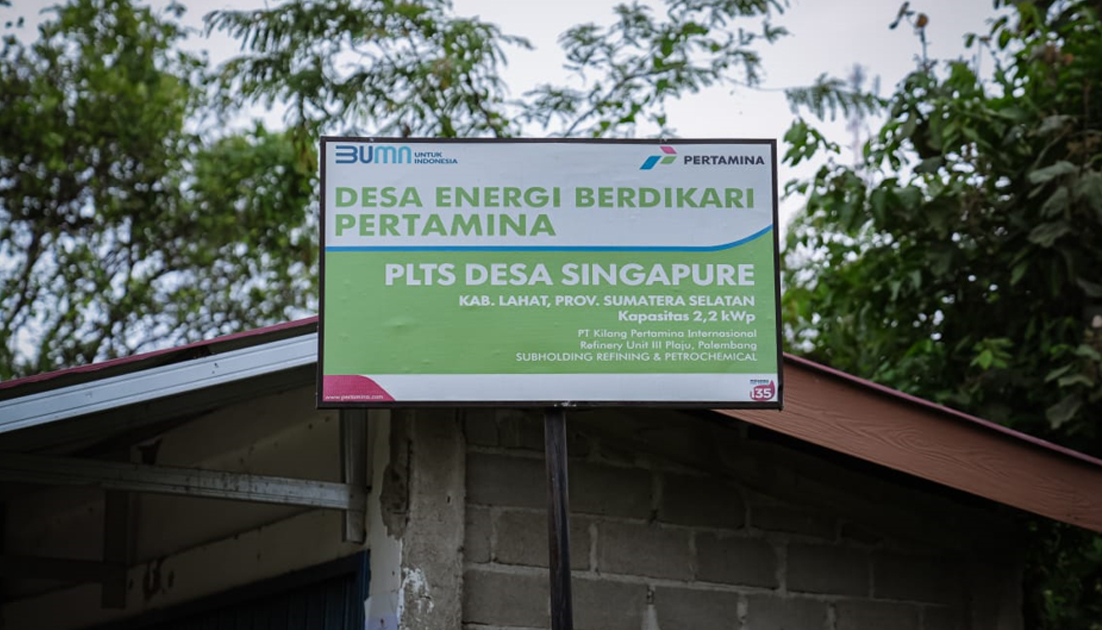 BUMN UNTUK
INDONESIA
PERTAMINA
DESA ENERGI BERDIKARI
PERTAMINA
PLTS DESA SINGAPURE
KAB. LAHAT, PROV. SUMATERA SELATAN
Kapasitas 2,2 kWp
PT Kilang Pertamina Internasional
Refinery Unit III Plaju, Palembang
SUBHOLDING REFINING & PETROCHEMICAL
www.pertamina.com
135